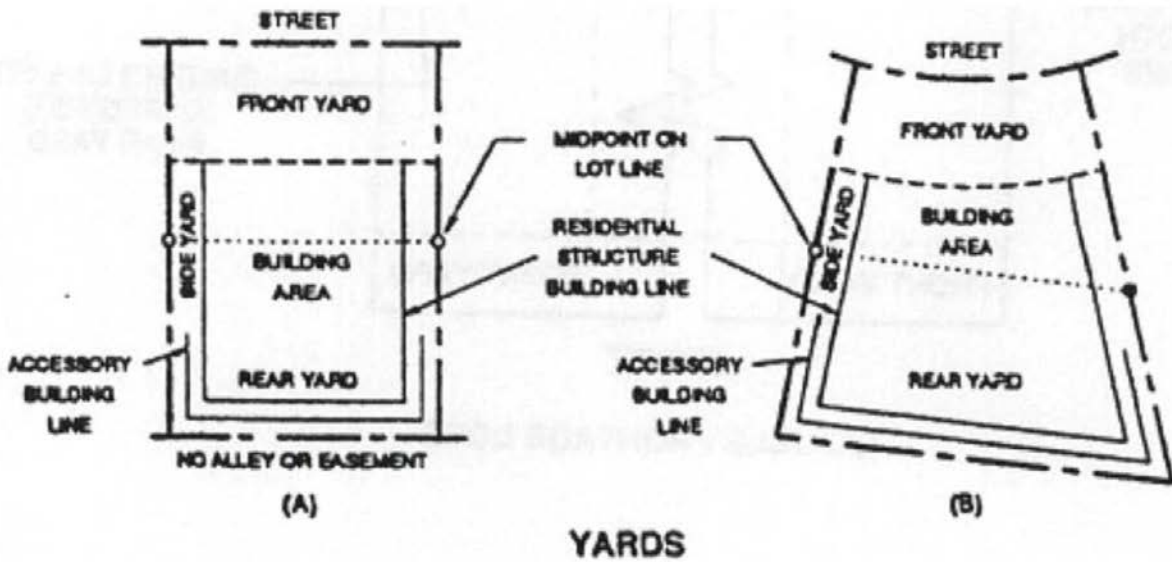 STREET
FRONT YARD
SIDE YARD
BUILDING
AREA
REAR YARD
ACCESSORY
BUILDING
LINE
NO ALLEY OR EASEMENT
(A)
MIDPOINT ON
LOT LINE
RESIDENTIAL
STRUCTURE
BUILDING LINE
STREET
FRONT YARD
SIDE YARD
BUILDING
AREA
REAR YARD
ACCESSORY
BUILDING
LINE
(B)
YARDS